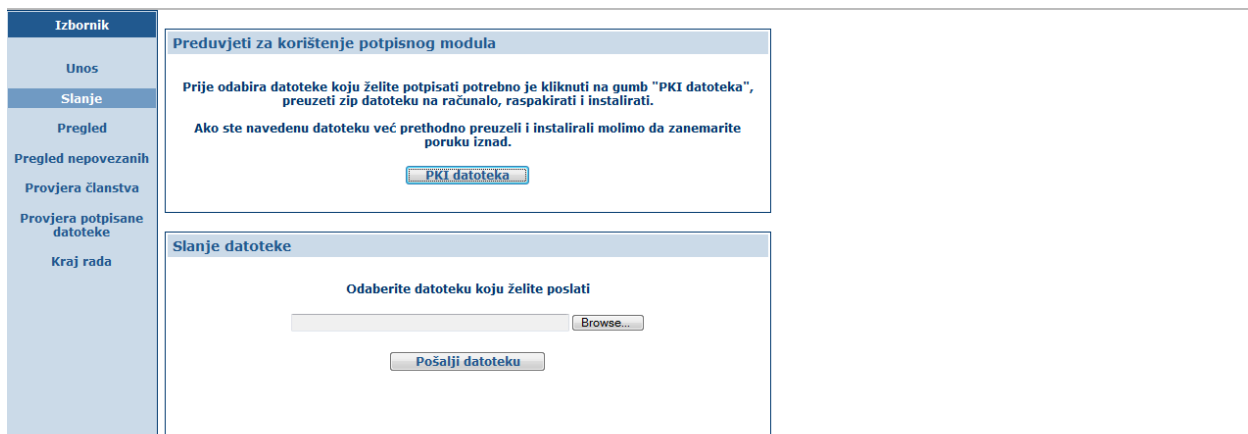 Izbornik
Unos
Slanje
Pregled
Pregled nepovezanih
Provjera članstva
Provjera potpisane
datoteke
Kraj rada
Preduvjeti za korištenje potpisnog modula
Prije odabira datoteke koju želite potpisati potrebno je kliknuti na gumb "PKI datoteka",
preuzeti zip datoteku na računalo, raspakirati i instalirati.
Ako ste navedenu datoteku već prethodno preuzeli i instalirali molimo da zanemarite
poruku iznad.
PKI datoteka
Slanje datoteke
Odaberite datoteku koju želite poslati
Browse...
Pošalji datoteku